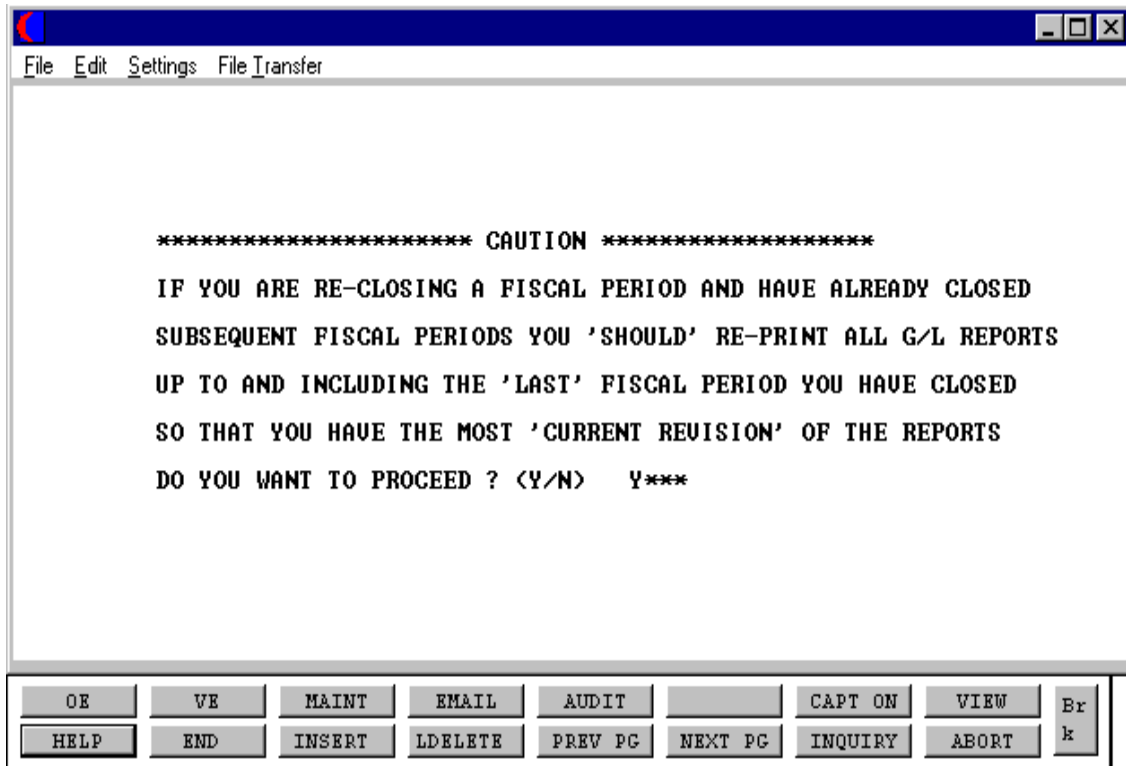 File Edit Settings File Transfer
********************** CAUTION *******************
IF YOU ARE RE-CLOSING A FISCAL PERIOD AND HAVE ALREADY CLOSED
SUBSEQUENT FISCAL PERIODS YOU 'SHOULD' RE-PRINT ALL G/L REPORTS
UP TO AND INCLUDING THE 'LAST' FISCAL PERIOD YOU HAVE CLOSED
SO THAT YOU HAVE THE MOST 'CURRENT REVISION' OF THE REPORTS
DO YOU WANT TO PROCEED ? (Y/N) Y***
OE VE MAINT EMAIL AUDIT CAPT ON VIEW Br
HELP END INSERT LDELETE PREV PG NEXT PG INQUIRY ABORT k